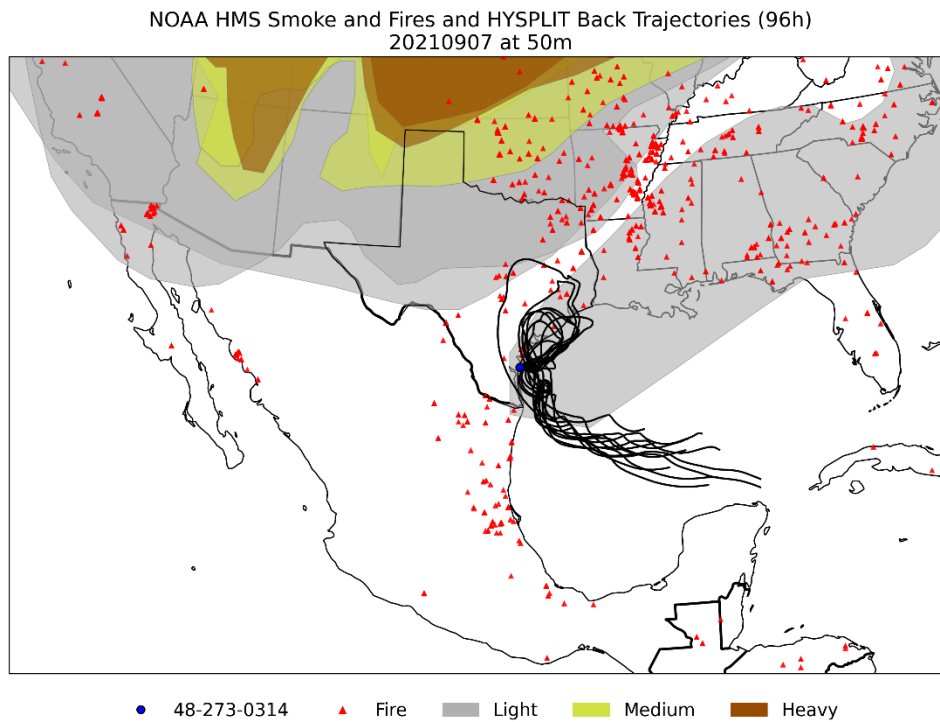 NOAA HMS Smoke and Fires and HYSPLIT Back Trajectories (96h)
20210907 at 50m
48-273-0314 Fire Light Medium Heavy